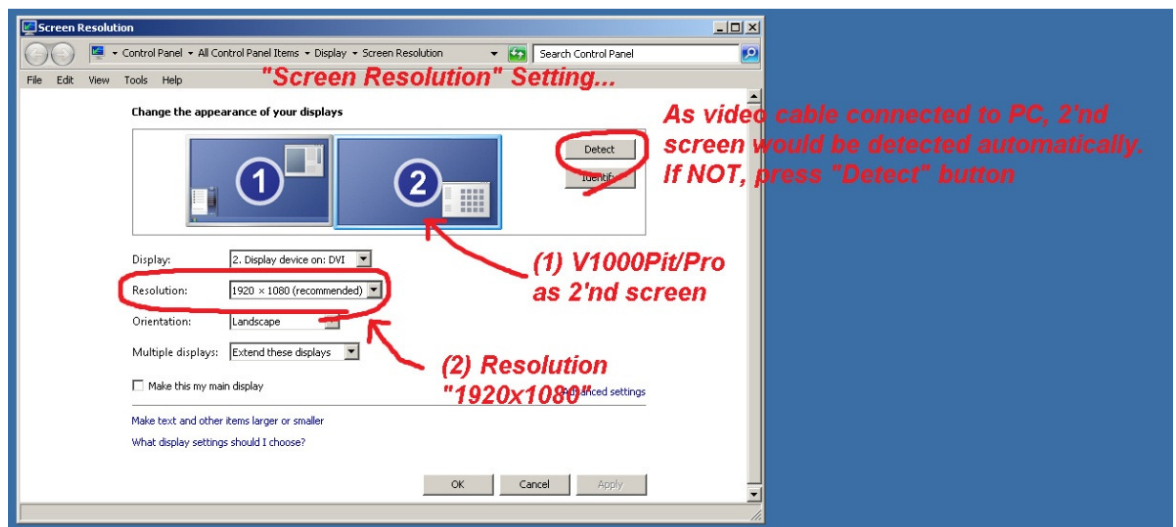 Screen Resolution
Control Panel Al Control Panel Items Display Screen Resolution
Search Control Panel
File Edit View Tools Help
"Screen Resolution" Setting...
Change the appearance of your displays
As video cable connected to PC, 2'nd
screen would be detected automatically.
If NOT, press "Detect" button
Detect
Identify
1
2
(1) V1000Pit/Pro
as 2'nd screen
Display: 2. Display device on: DVI
Resolution: 1920 × 1080 (recommended)
Orientation: Landscape
Multiple displays: Extend these displays
(2) Resolution
"1920x1080"
Make this my main display
Advanced settings
Make text and other items larger or smaller
What display settings should I choose?
OK Cancel Apply